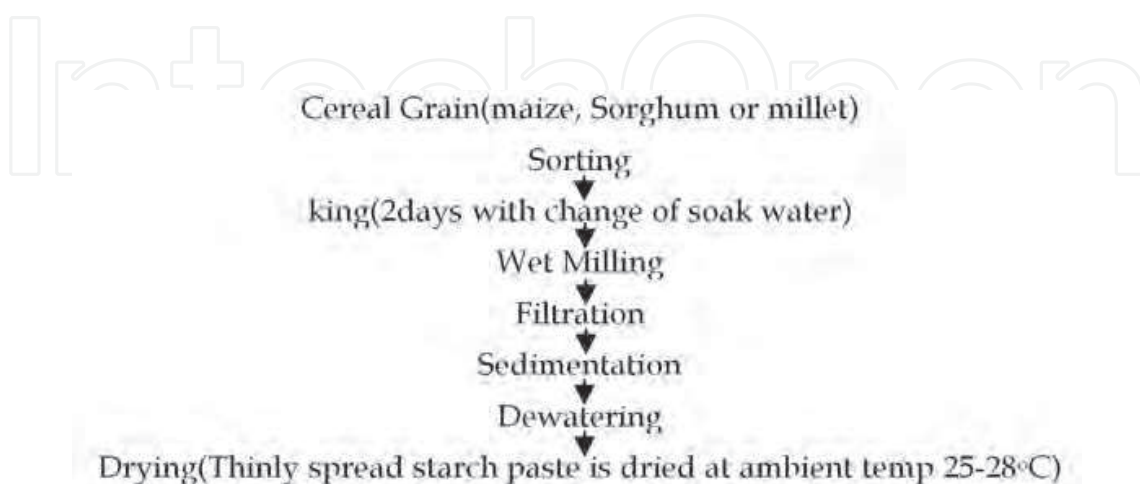 IntechOpen
Cereal Grain(maize, Sorghum or millet)
Sorting
king(2days with change of soak water)
Wet Milling
Filtration
Sedimentation
Dewatering
Drying(Thinly spread starch paste is dried at ambient temp 25-28°C)